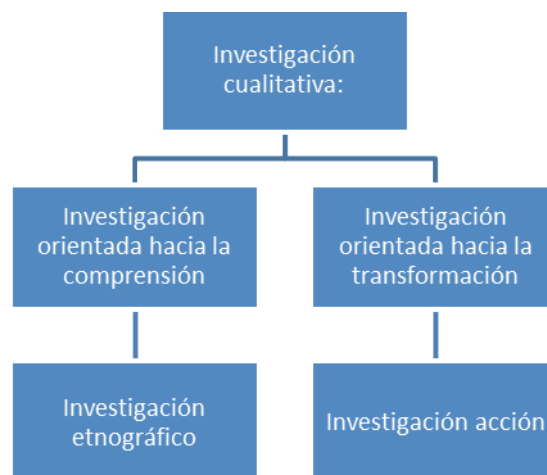 Investigación
cualitativa:
Investigación
orientada hacia la
comprensión
Investigación
orientada hacia la
transformación
Investigación
etnográfico
Investigación acción